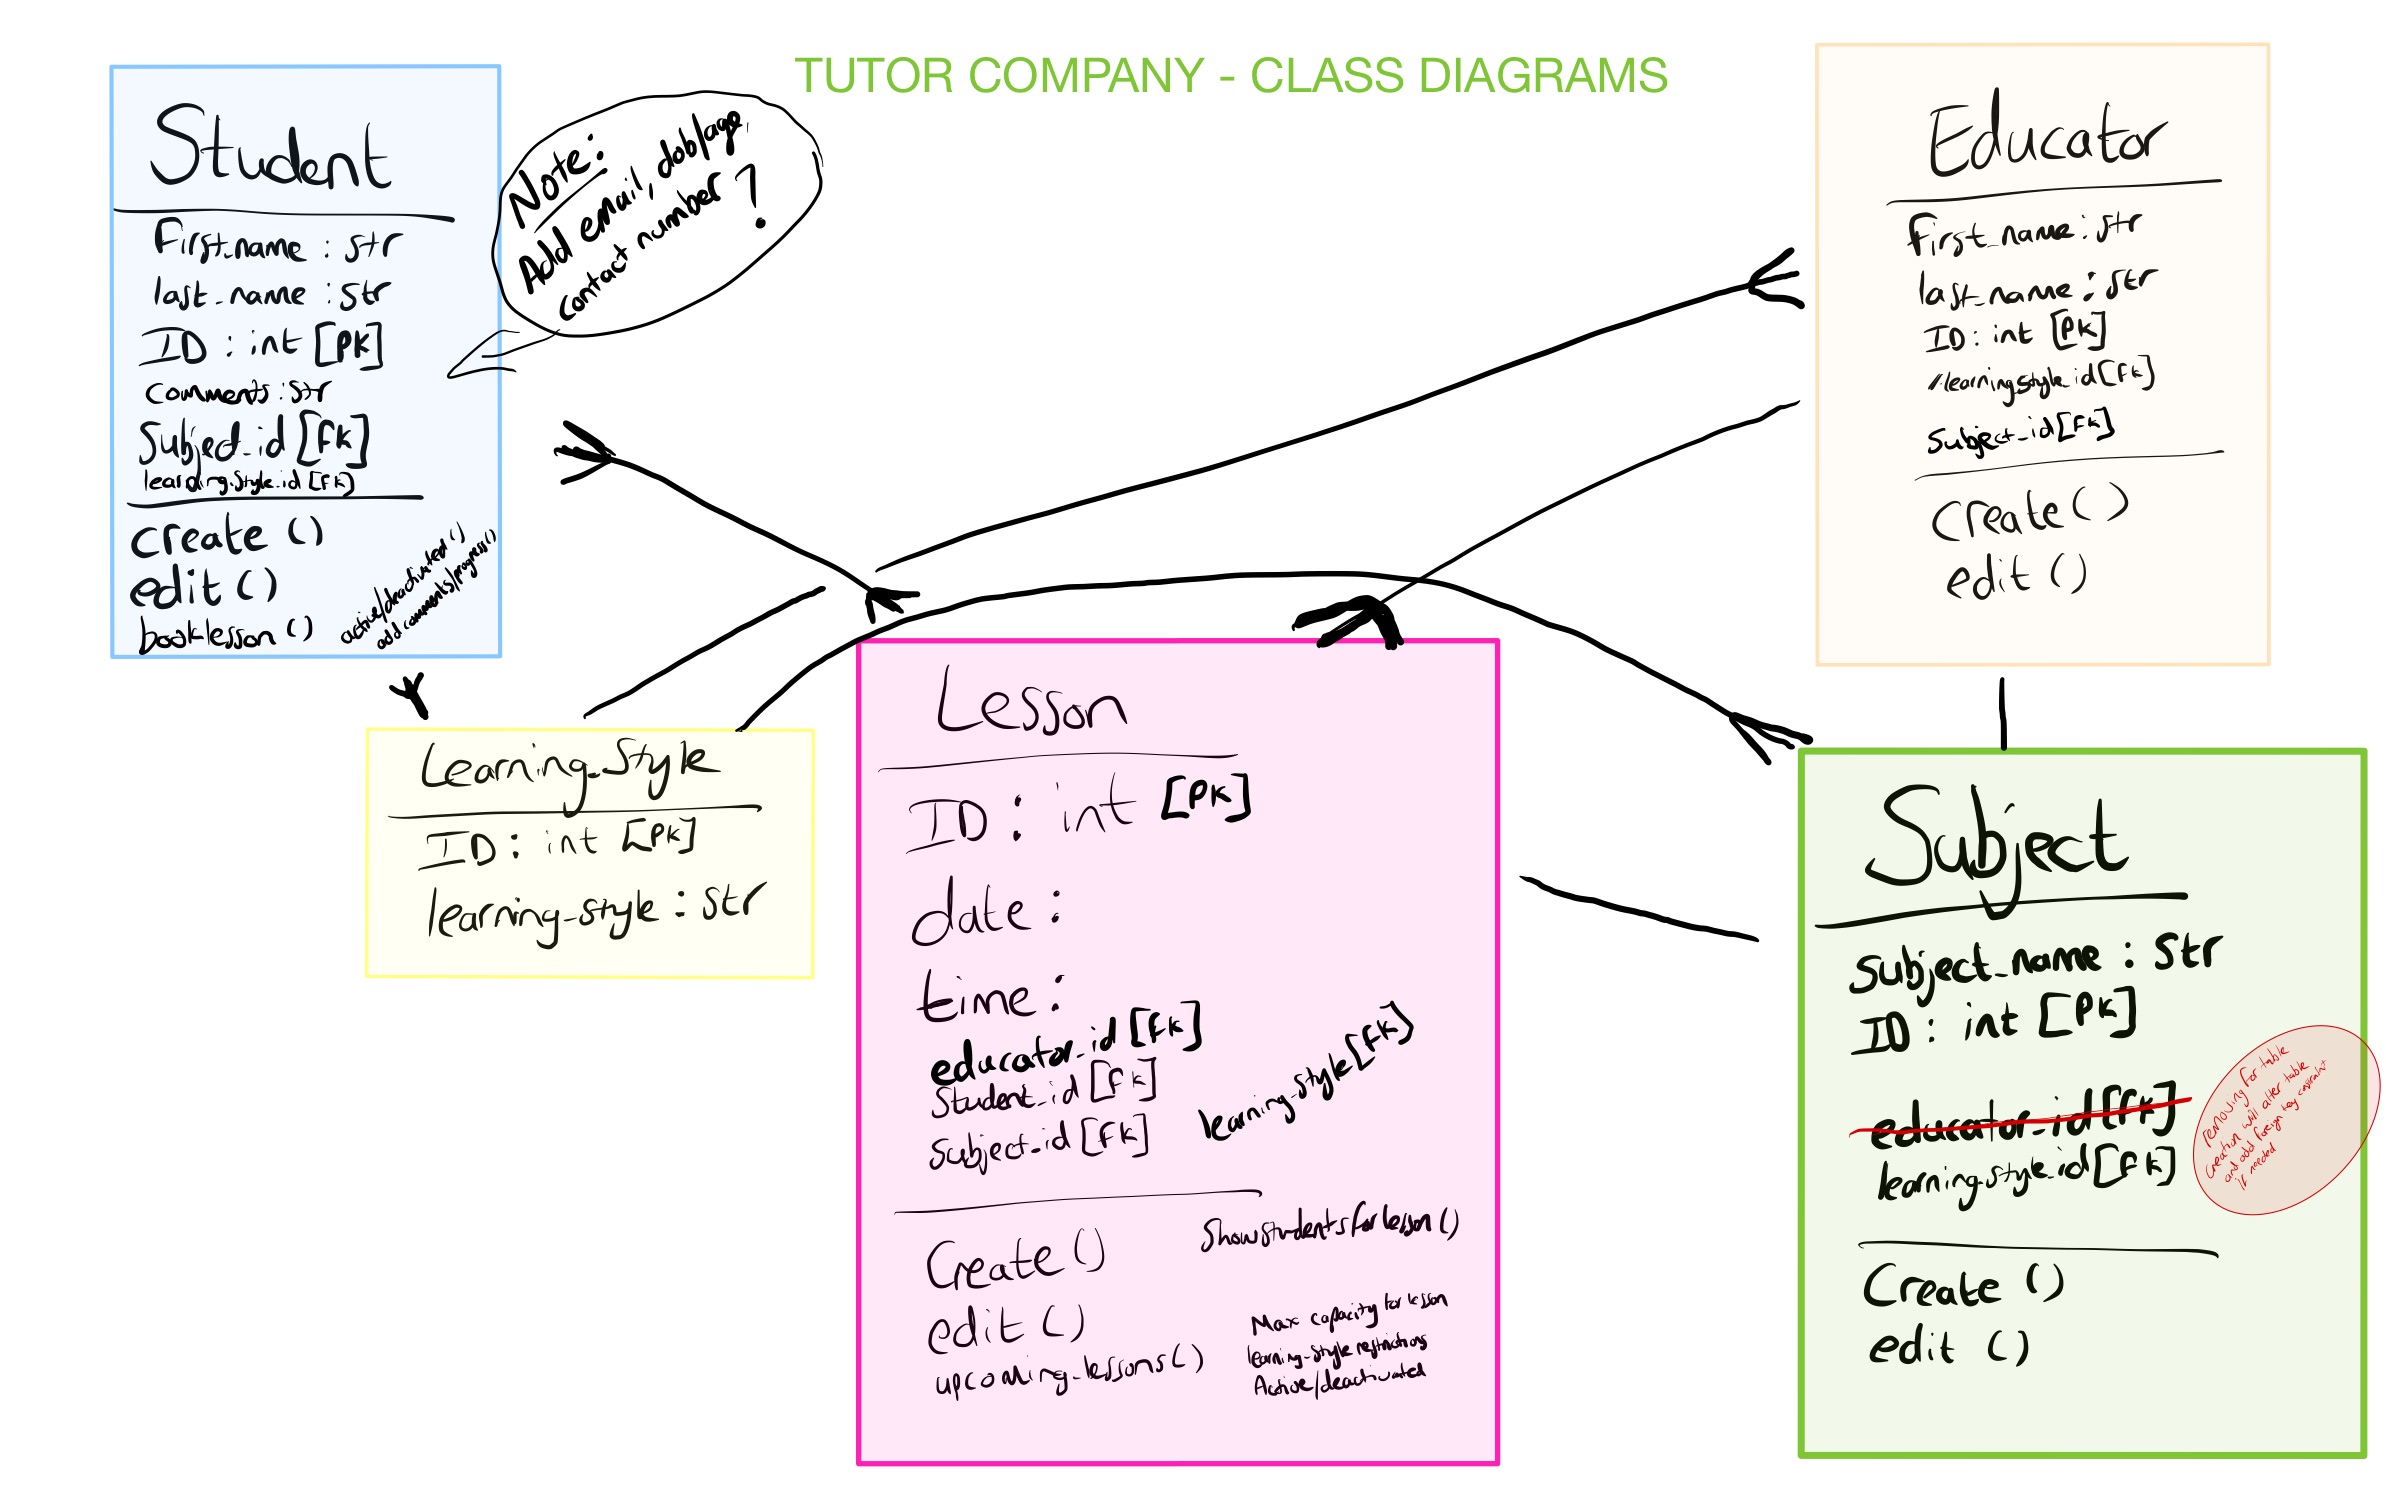 TUTOR COMPANY - CLASS DIAGRAMS
Student
First_name : str
last_name : str
ID : int [PK]
comments : str
Subject_id [FK]
learning_style_id [FK]
create ()
edit ()
booklesson ()
active/deactivated ()
add comments/progress ()
Note:
Add email, dob/age,
contact number ?
Educator
first_name : str
last_name : str
ID : int [PK]
learning_style_id [FK]
Subject_id [FK]
Create ()
edit ()
Learning_Style
ID : int [PK]
learning_style : str
Lesson
ID : int [PK]
date :
time :
educator_id [FK]
Student_id [FK]
Subject_id [FK]
learning_style [FK]
Create ()
edit ()
upcoming_lessons ()
Showstudentsforlesson ()
Max capacity for lesson
learning_style restrictions
Active/deactivated
Subject
Subject_name : str
ID : int [PK]
educator_id [FK]
learning_style_id [FK]
Create ()
edit ()
removing for table
creation will alter table
and add foreign key constraint
if needed